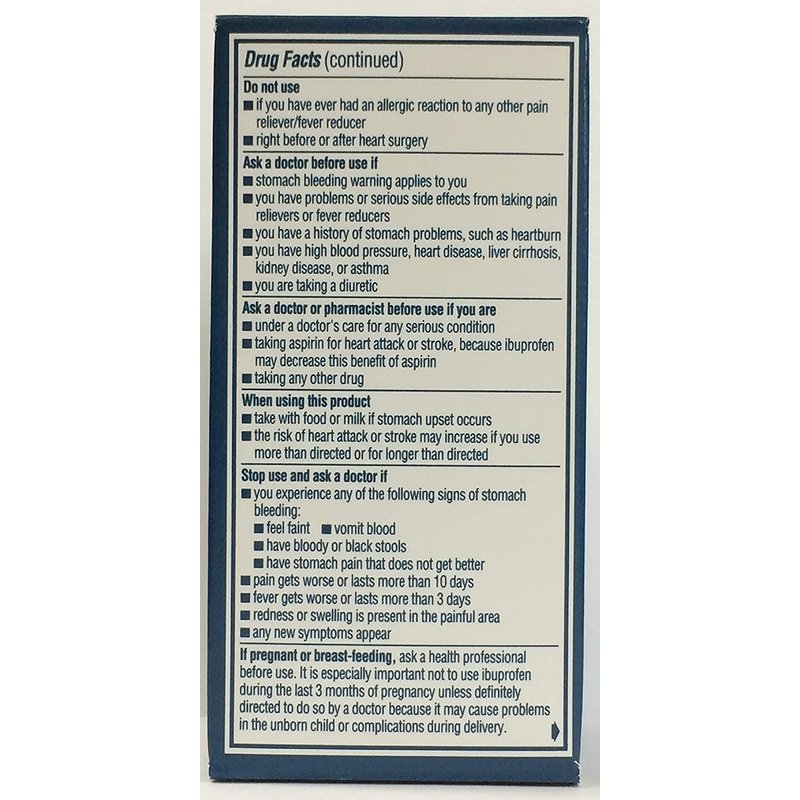 Drug Facts (continued)
Do not use
■ if you have ever had an allergic reaction to any other pain
reliever/fever reducer
■ right before or after heart surgery
Ask a doctor before use if
■ stomach bleeding warning applies to you
■ you have problems or serious side effects from taking pain
relievers or fever reducers
■ you have a history of stomach problems, such as heartburn
■ you have high blood pressure, heart disease, liver cirrhosis,
kidney disease, or asthma
■ you are taking a diuretic
Ask a doctor or pharmacist before use if you are
■ under a doctor's care for any serious condition
■ taking aspirin for heart attack or stroke, because ibuprofen
may decrease this benefit of aspirin
■ taking any other drug
When using this product
■ take with food or milk if stomach upset occurs
■ the risk of heart attack or stroke may increase if you use
more than directed or for longer than directed
Stop use and ask a doctor if
■ you experience any of the following signs of stomach
bleeding:
■ feel faint ■ vomit blood
■ have bloody or black stools
■ have stomach pain that does not get better
■ pain gets worse or lasts more than 10 days
■ fever gets worse or lasts more than 3 days
■ redness or swelling is present in the painful area
■ any new symptoms appear
If pregnant or breast-feeding, ask a health professional
before use. It is especially important not to use ibuprofen
during the last 3 months of pregnancy unless definitely
directed to do so by a doctor because it may cause problems
in the unborn child or complications during delivery.